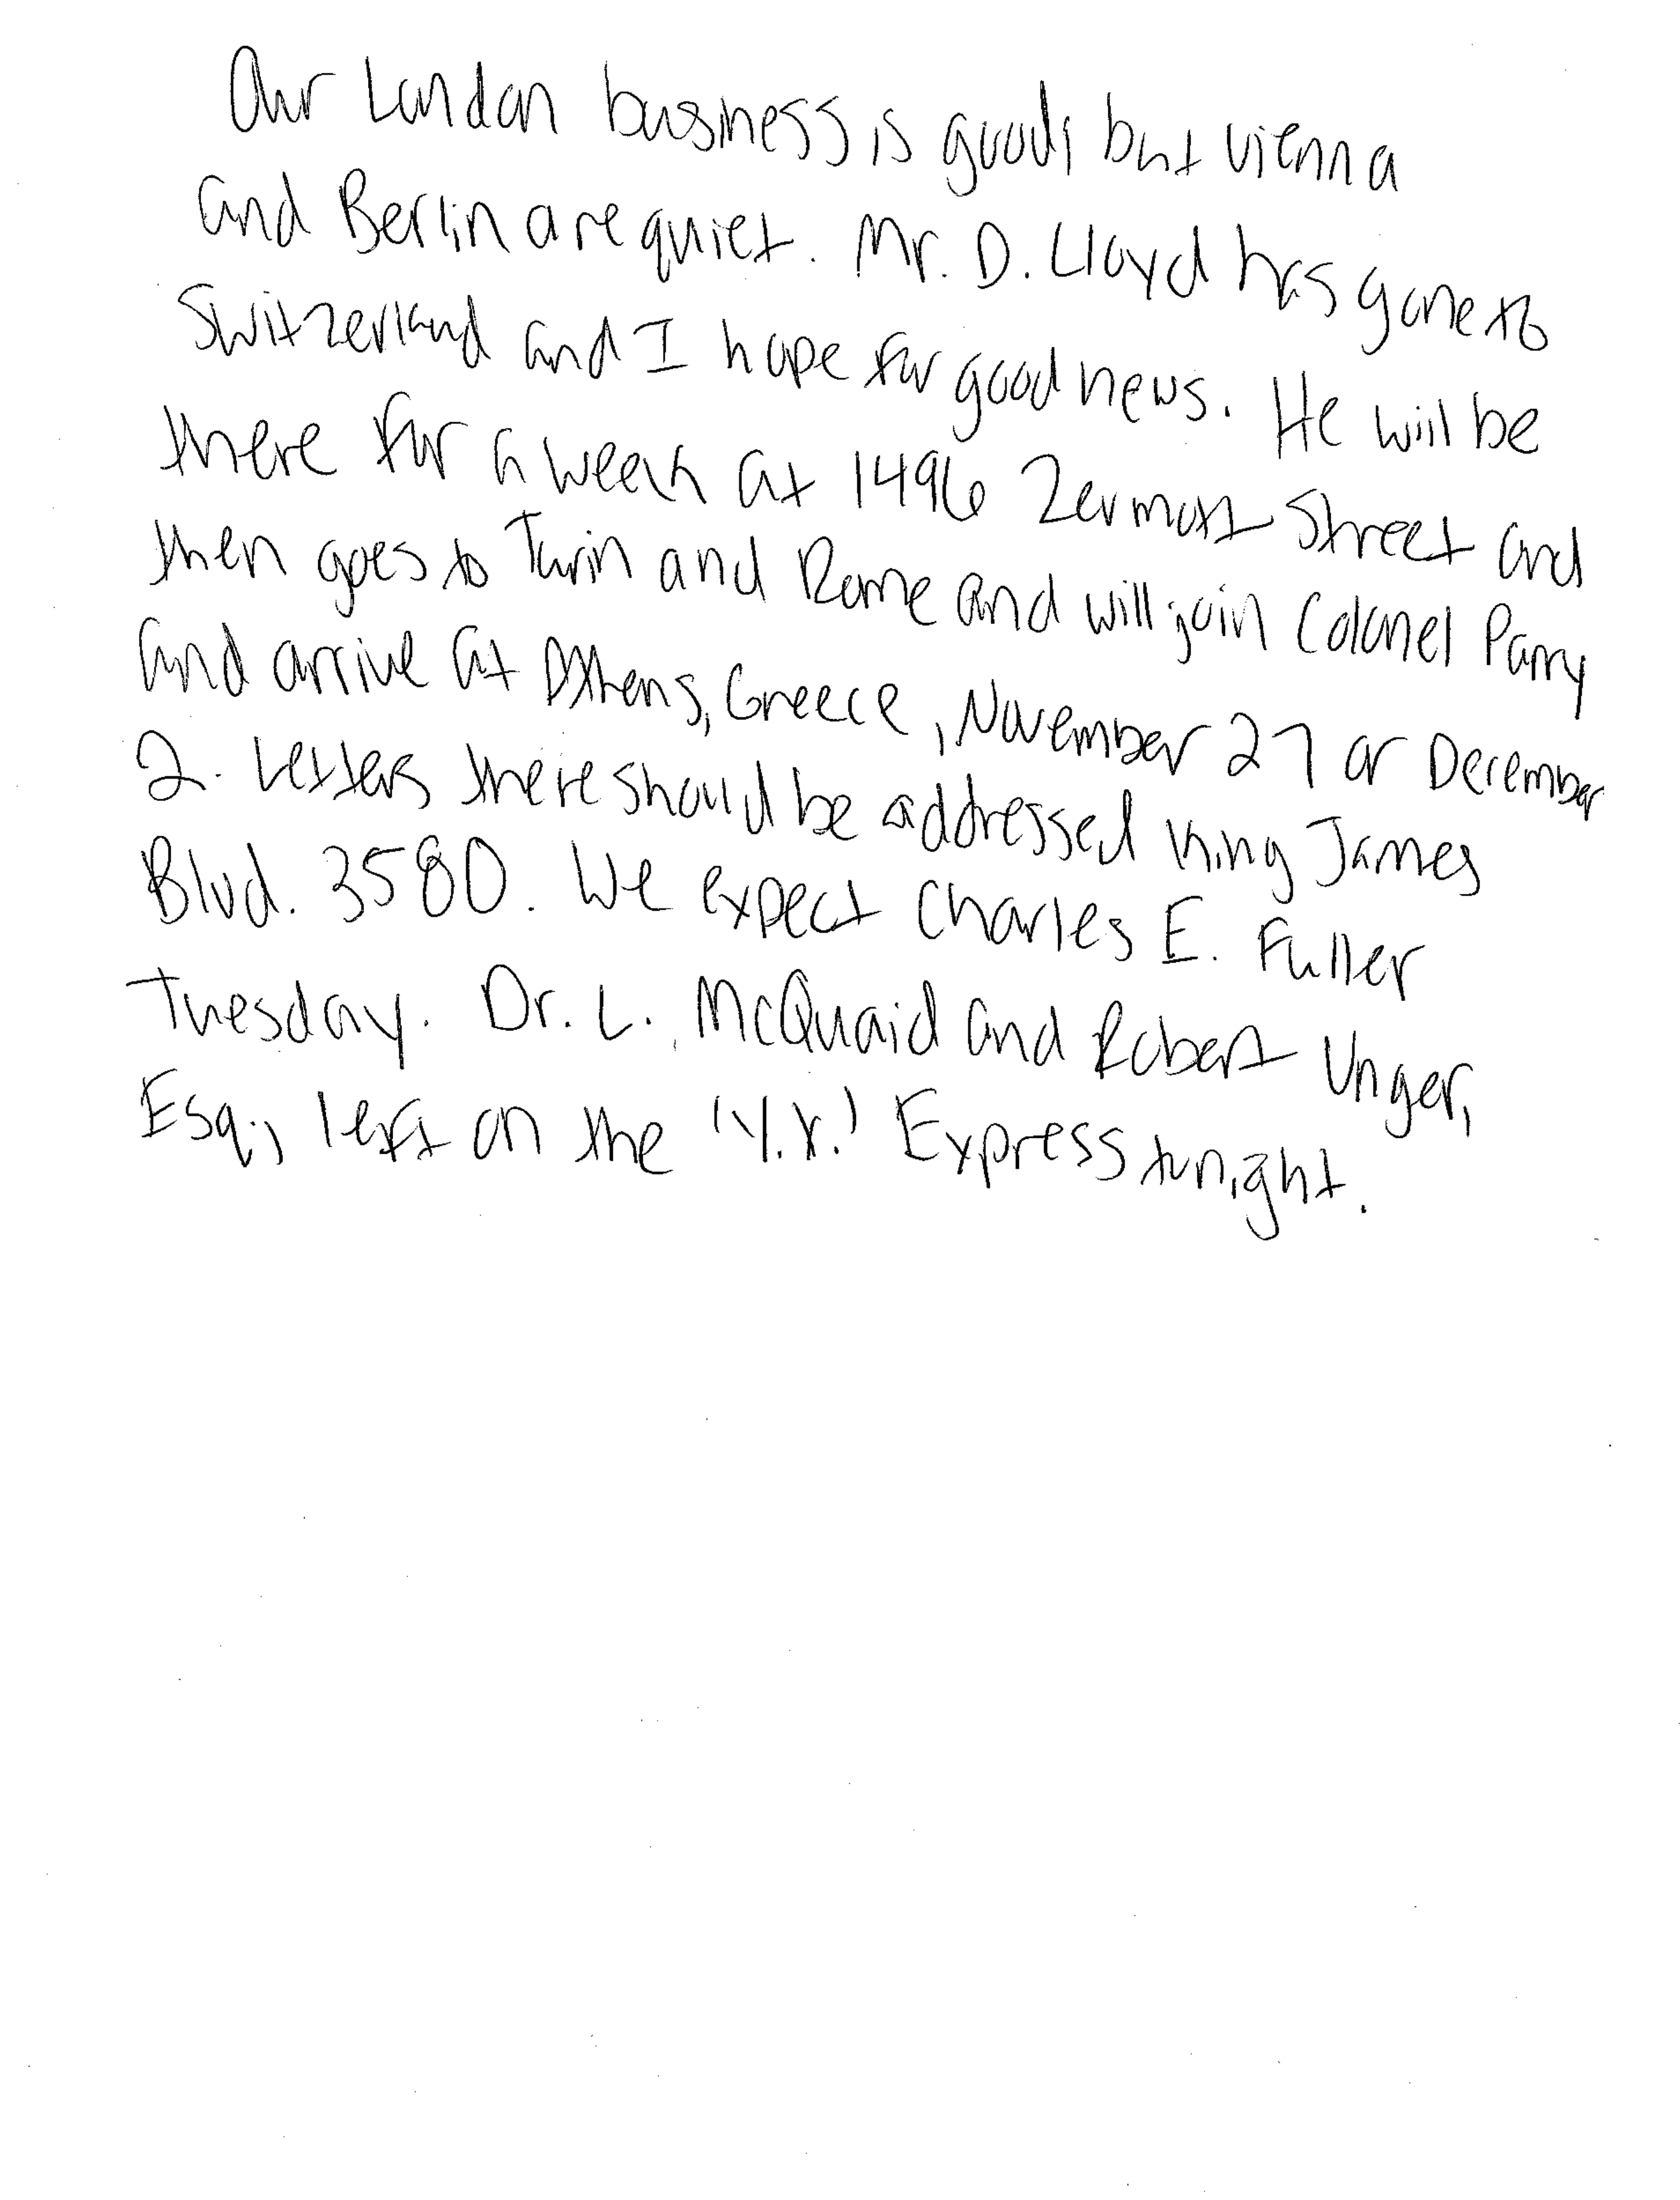 Our London business is good, but Vienna
and Berlin are quiet. Mr. D. Lloyd has gone to
Switzerland and I hope for good news. He will be
there for a week at 1496 Zermott Street and
then goes to Turin and Rome and will join Colonel Parry
and arrive at Athens, Greece, November 27 or December
2. Letters there should be addressed King James
Blvd. 3580. We expect Charles E. Fuller
Tuesday. Dr. L. McQuaid and Robert Unger,
Esq., left on the 'Y.X.' Express tonight.